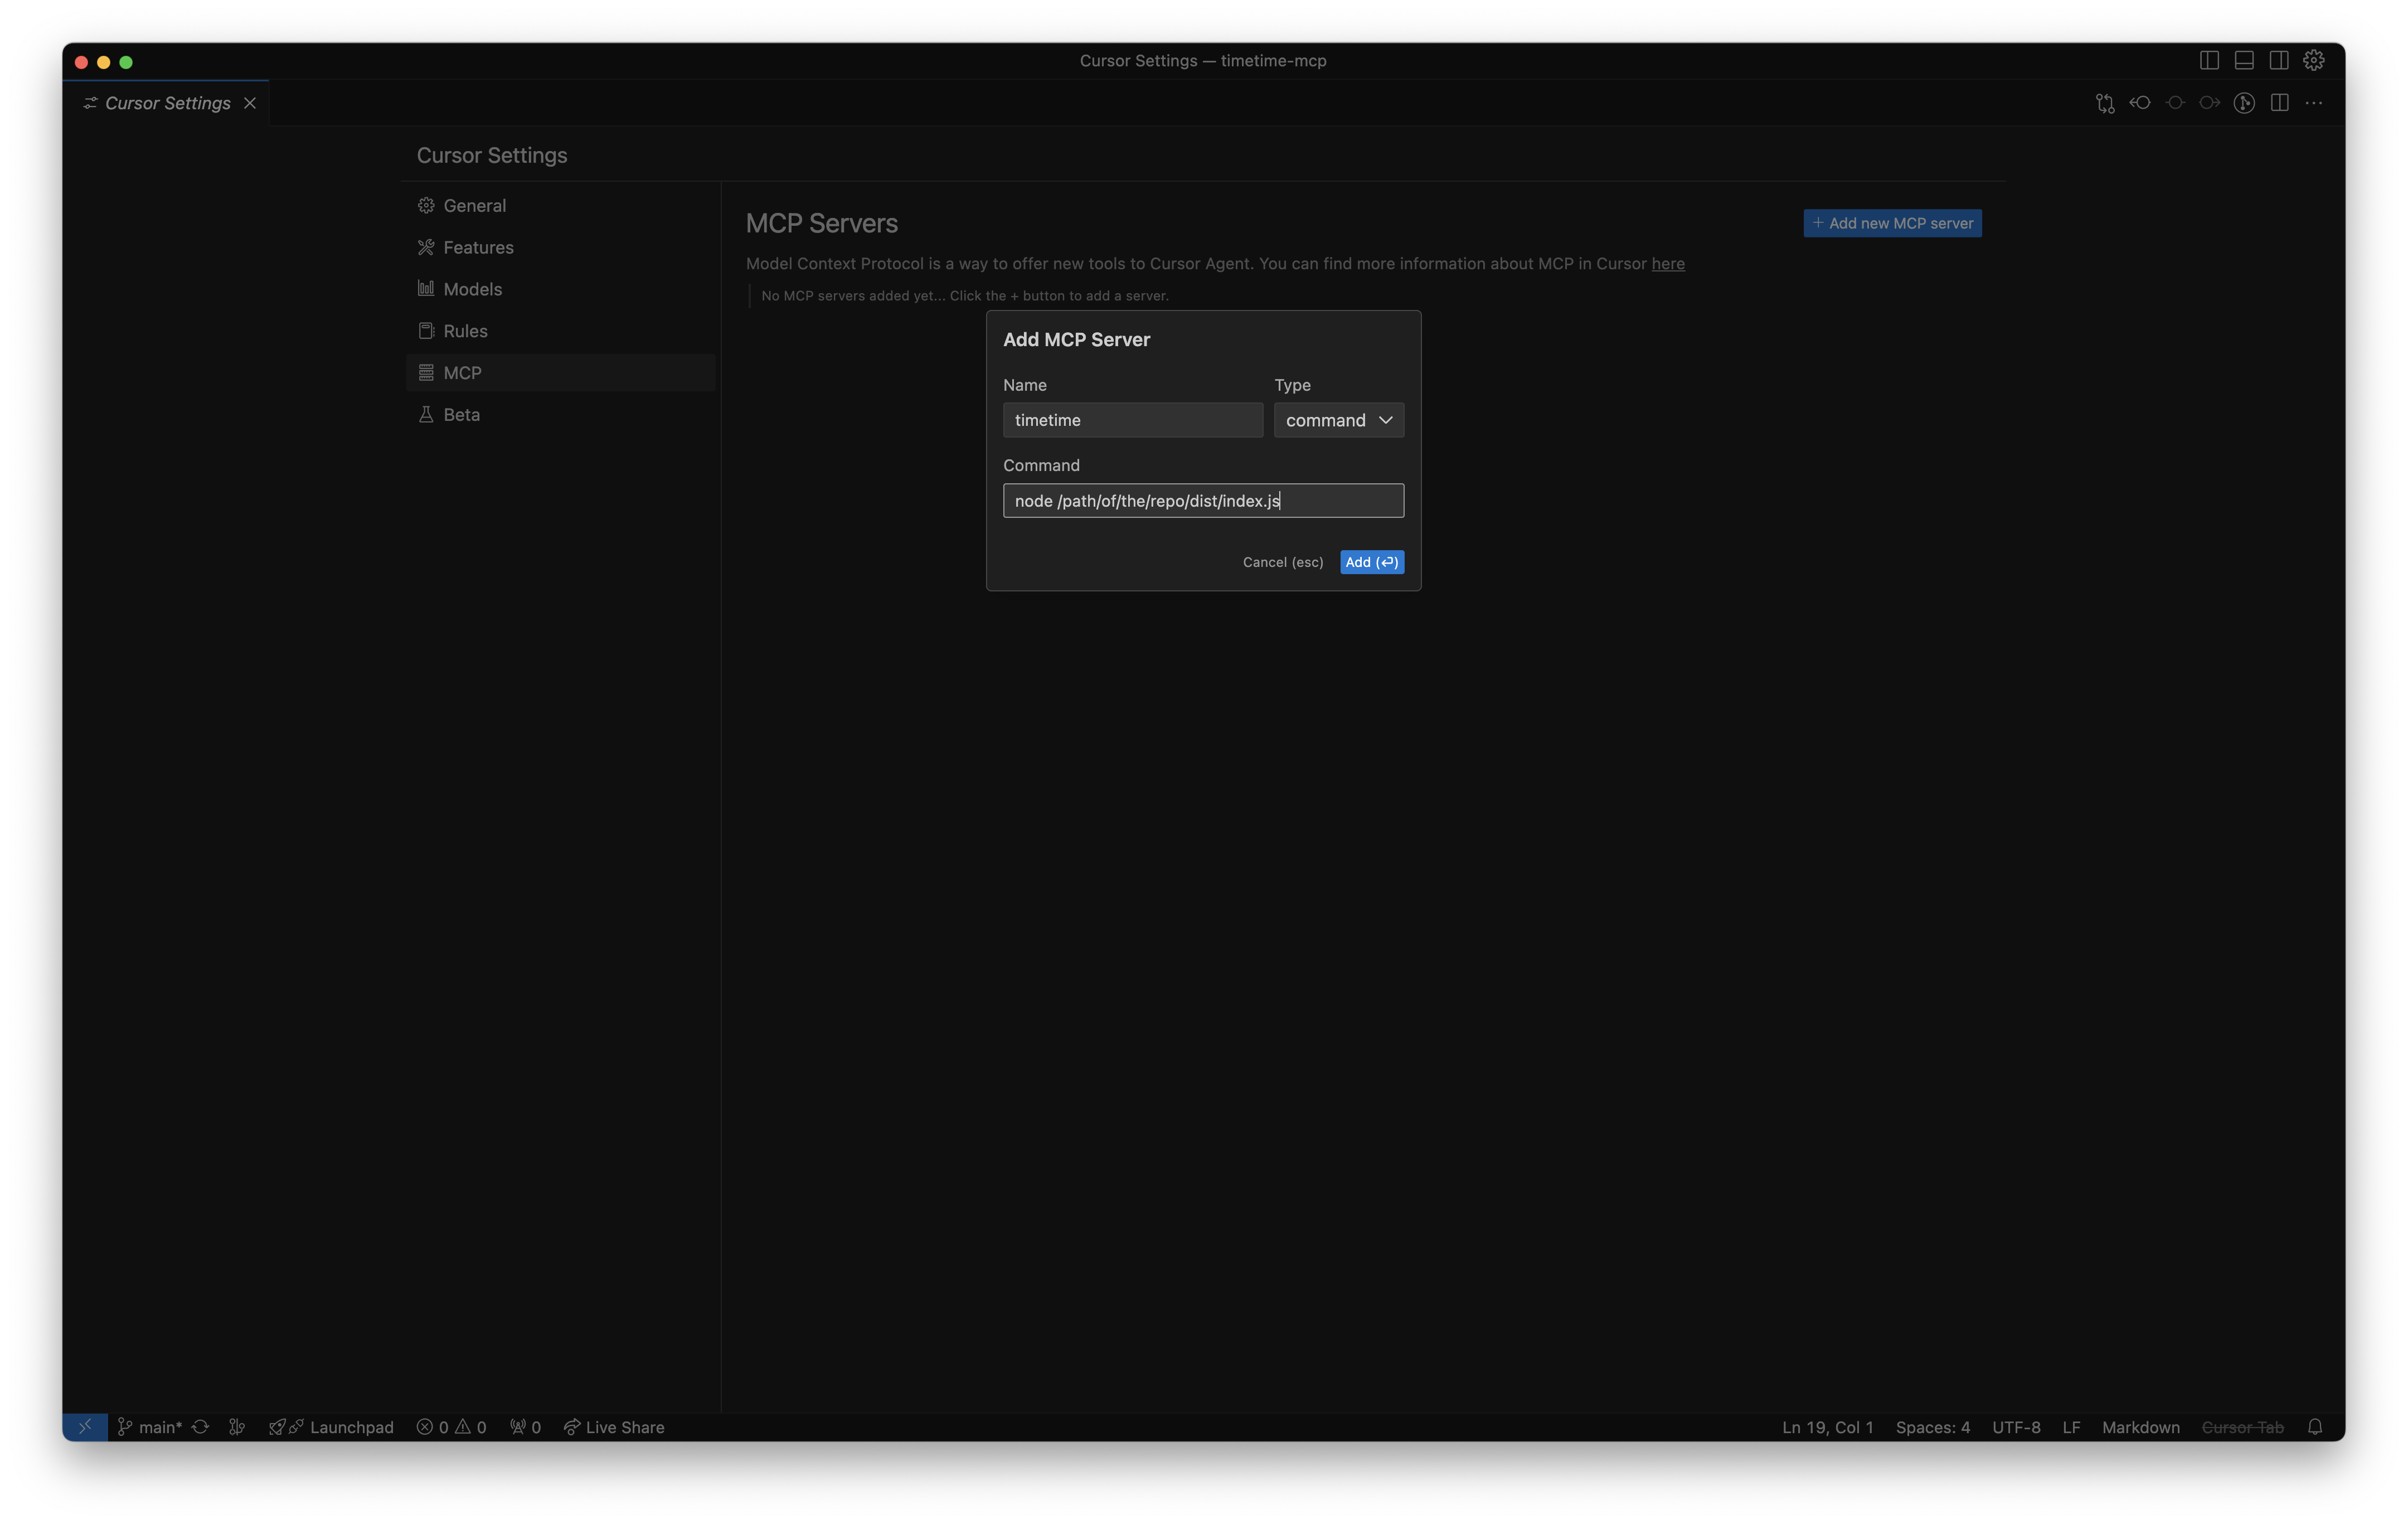 Cursor Settings — timetime-mcp
Cursor Settings
Cursor Settings
General
Features
Models
Rules
MCP
Beta
MCP Servers
+ Add new MCP server
Model Context Protocol is a way to offer new tools to Cursor Agent. You can find more information about MCP in Cursor here
No MCP servers added yet... Click the + button to add a server.
Add MCP Server
Name
Type
timetime
command
Command
node /path/of/the/repo/dist/index.js
Cancel (esc)
Add (⏎)
main* Launchpad 0 0 0 Live Share
Ln 19, Col 1 Spaces: 4 UTF-8 LF Markdown Cursor Tab